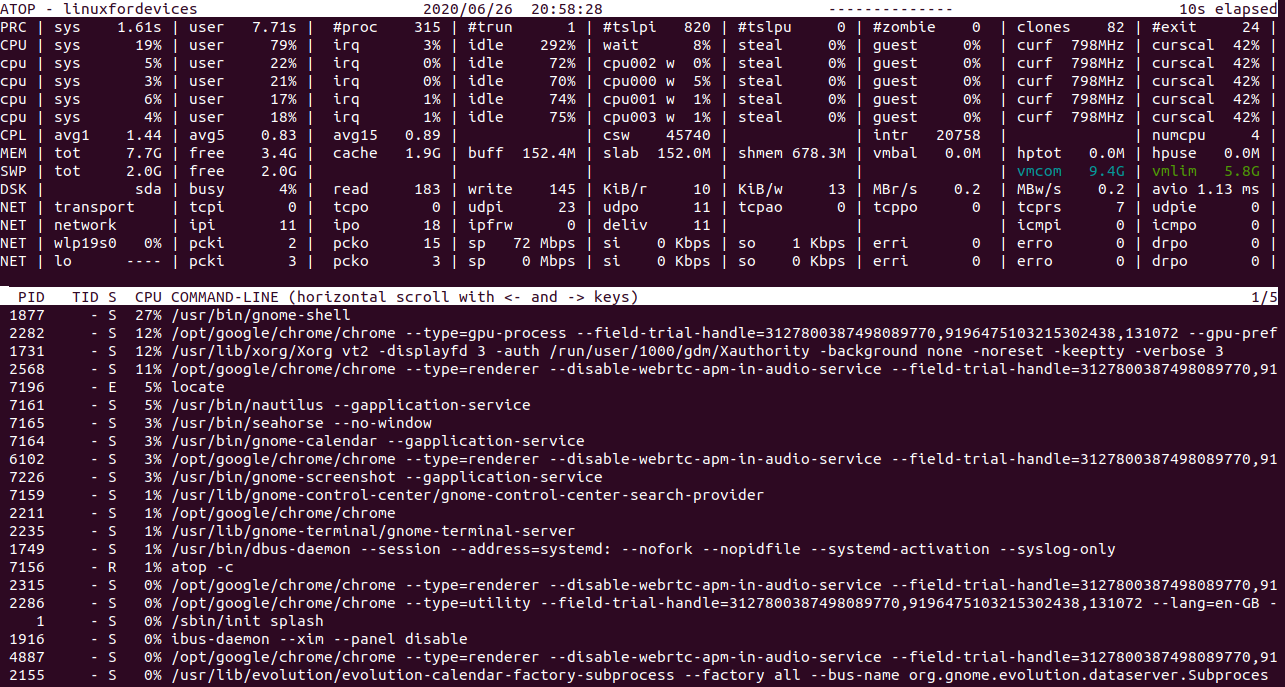 ATOP - linuxfordevices 2020/06/26 20:58:28 -------------- 10s elapsed
PRC | sys 1.61s | user 7.71s | #proc 315 | #trun 1 | #tslpi 820 | #tslpu 0 | #zombie 0 | clones 82 | #exit 24 |
CPU | sys 19% | user 79% | irq 3% | idle 292% | wait 8% | steal 0% | guest 0% | curf 798MHz | curscal 42% |
cpu | sys 5% | user 22% | irq 0% | idle 72% | cpu002 w 0% | steal 0% | guest 0% | curf 798MHz | curscal 42% |
cpu | sys 3% | user 21% | irq 0% | idle 70% | cpu000 w 5% | steal 0% | guest 0% | curf 798MHz | curscal 42% |
cpu | sys 6% | user 17% | irq 1% | idle 74% | cpu001 w 1% | steal 0% | guest 0% | curf 798MHz | curscal 42% |
cpu | sys 4% | user 18% | irq 1% | idle 75% | cpu003 w 1% | steal 0% | guest 0% | curf 798MHz | curscal 42% |
CPL | avg1 1.44 | avg5 0.83 | avg15 0.89 | | csw 45740 | | intr 20758 | | numcpu 4 |
MEM | tot 7.7G | free 3.4G | cache 1.9G | buff 152.4M | slab 152.0M | shmem 678.3M | vmbal 0.0M | hptot 0.0M | hpuse 0.0M |
SWP | tot 2.0G | free 2.0G | | | | | | vmcom 9.4G | vmlim 5.8G |
DSK | sda | busy 4% | read 183 | write 145 | KiB/r 10 | KiB/w 13 | MBr/s 0.2 | MBw/s 0.2 | avio 1.13 ms |
NET | transport | tcpi 0 | tcpo 0 | udpi 23 | udpo 11 | tcpao 0 | tcppo 0 | tcprs 7 | udpie 0 |
NET | network | ipi 11 | ipo 18 | ipfrw 0 | deliv 11 | | | icmpi 0 | icmpo 0 |
NET | wlp19s0 0% | pcki 2 | pcko 15 | sp 72 Mbps | si 0 Kbps | so 1 Kbps | erri 0 | erro 0 | drpo 0 |
NET | lo ---- | pcki 3 | pcko 3 | sp 0 Mbps | si 0 Kbps | so 0 Kbps | erri 0 | erro 0 | drpo 0 |
PID TID S CPU COMMAND-LINE (horizontal scroll with <- and -> keys) 1/5
1877 - S 27% /usr/bin/gnome-shell
2282 - S 12% /opt/google/chrome/chrome --type=gpu-process --field-trial-handle=3127800387498089770,9196475103215302438,131072 --gpu-pref
1731 - S 12% /usr/lib/xorg/Xorg vt2 -displayfd 3 -auth /run/user/1000/gdm/Xauthority -background none -noreset -keeptty -verbose 3
2568 - S 11% /opt/google/chrome/chrome --type=renderer --disable-webrtc-apm-in-audio-service --field-trial-handle=3127800387498089770,91
7196 - E 5% locate
7161 - S 5% /usr/bin/nautilus --gapplication-service
7165 - S 3% /usr/bin/seahorse --no-window
7164 - S 3% /usr/bin/gnome-calendar --gapplication-service
6102 - S 3% /opt/google/chrome/chrome --type=renderer --disable-webrtc-apm-in-audio-service --field-trial-handle=3127800387498089770,91
7226 - S 3% /usr/bin/gnome-screenshot --gapplication-service
7159 - S 1% /usr/lib/gnome-control-center/gnome-control-center-search-provider
2211 - S 1% /opt/google/chrome/chrome
2235 - S 1% /usr/lib/gnome-terminal/gnome-terminal-server
1749 - S 1% /usr/bin/dbus-daemon --session --address=systemd: --nofork --nopidfile --systemd-activation --syslog-only
7156 - R 1% atop -c
2315 - S 0% /opt/google/chrome/chrome --type=renderer --disable-webrtc-apm-in-audio-service --field-trial-handle=3127800387498089770,91
2286 - S 0% /opt/google/chrome/chrome --type=utility --field-trial-handle=3127800387498089770,9196475103215302438,131072 --lang=en-GB -
1 - S 0% /sbin/init splash
1916 - S 0% ibus-daemon --xim --panel disable
4887 - S 0% /opt/google/chrome/chrome --type=renderer --disable-webrtc-apm-in-audio-service --field-trial-handle=3127800387498089770,91
2155 - S 0% /usr/lib/evolution/evolution-calendar-factory-subprocess --factory all --bus-name org.gnome.evolution.dataserver.Subproces